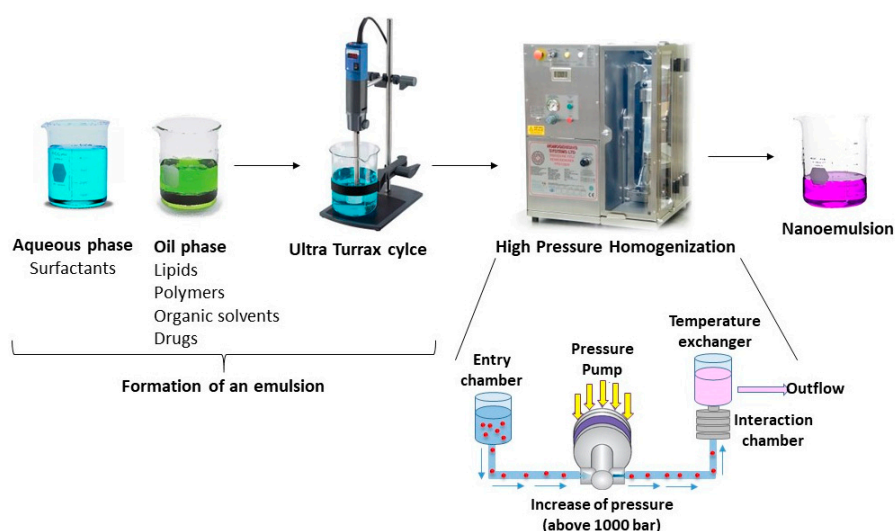 Aqueous phase
Surfactants
Oil phase
Lipids
Polymers
Organic solvents
Drugs
Ultra Turrax cylce
High Pressure Homogenization
Nanoemulsion
Formation of an emulsion
Entry
chamber
Pressure
Pump
Temperature
exchanger
Outflow
Interaction
chamber
Increase of pressure
(above 1000 bar)